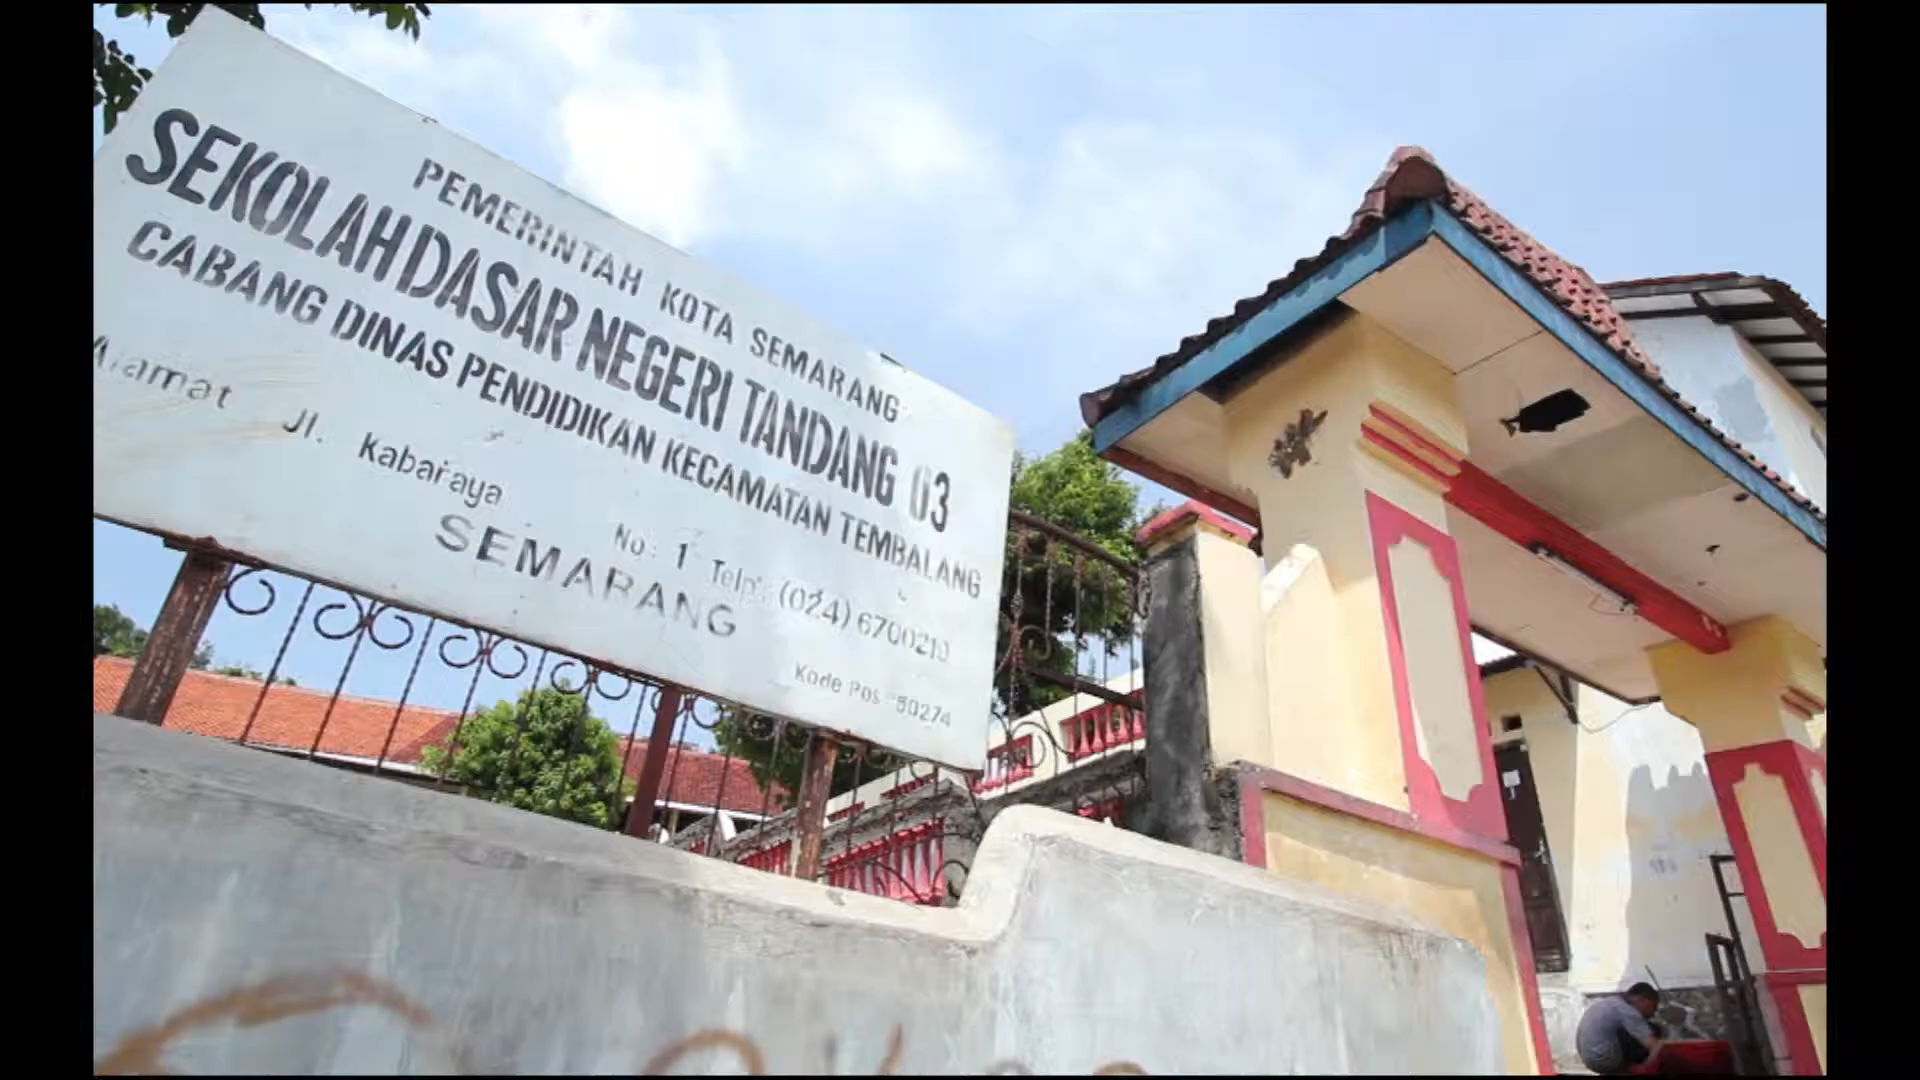 PEMERINTAH KOTA SEMARANG
SEKOLAH DASAR NEGERI TANDANG 03
CABANG DINAS PENDIDIKAN KECAMATAN TEMBALANG
Alamat Jl. Kabaraya No: 1 Telp: (024) 6700210
SEMARANG
Kode Pos 50274